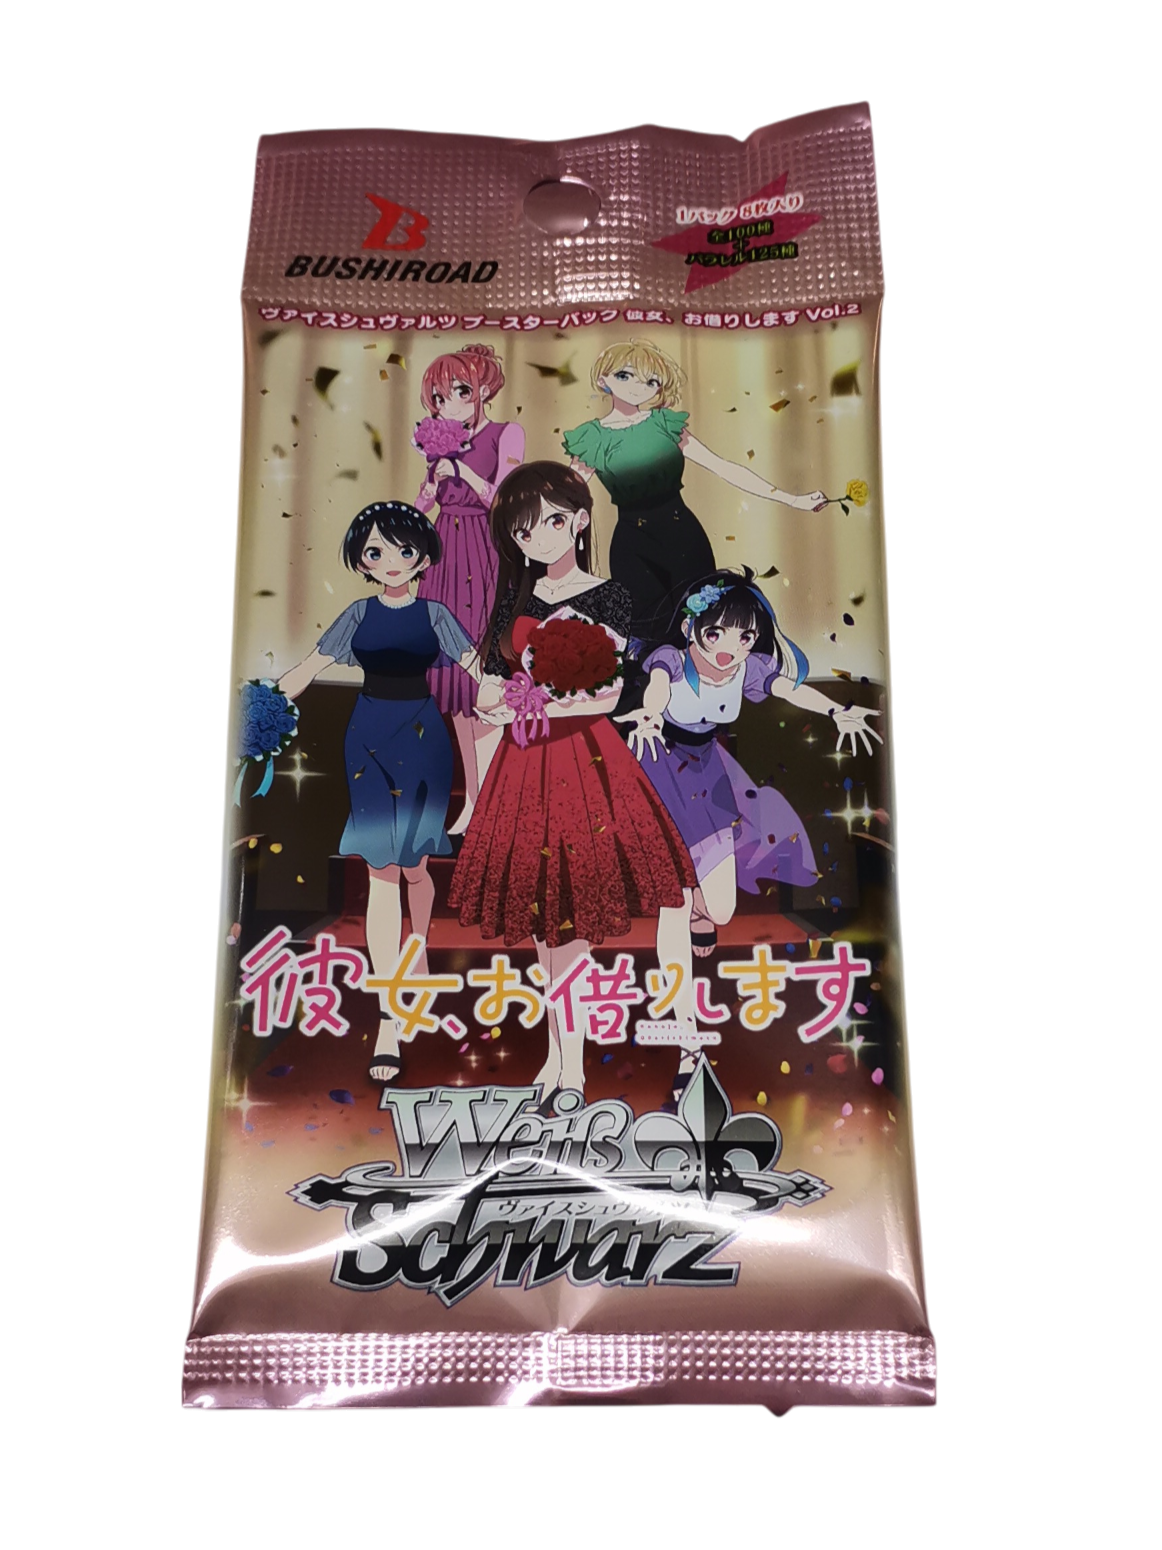 BUSHIROAD
1パック 8枚入り
全100種
+
パラレル125種
ヴァイスシュヴァルツ ブースターパック 彼女、お借りします Vol.2
彼女、お借りします
kanojo,
okarishimasu
Weiß
ヴァイスシュヴァルツ
Schwarz